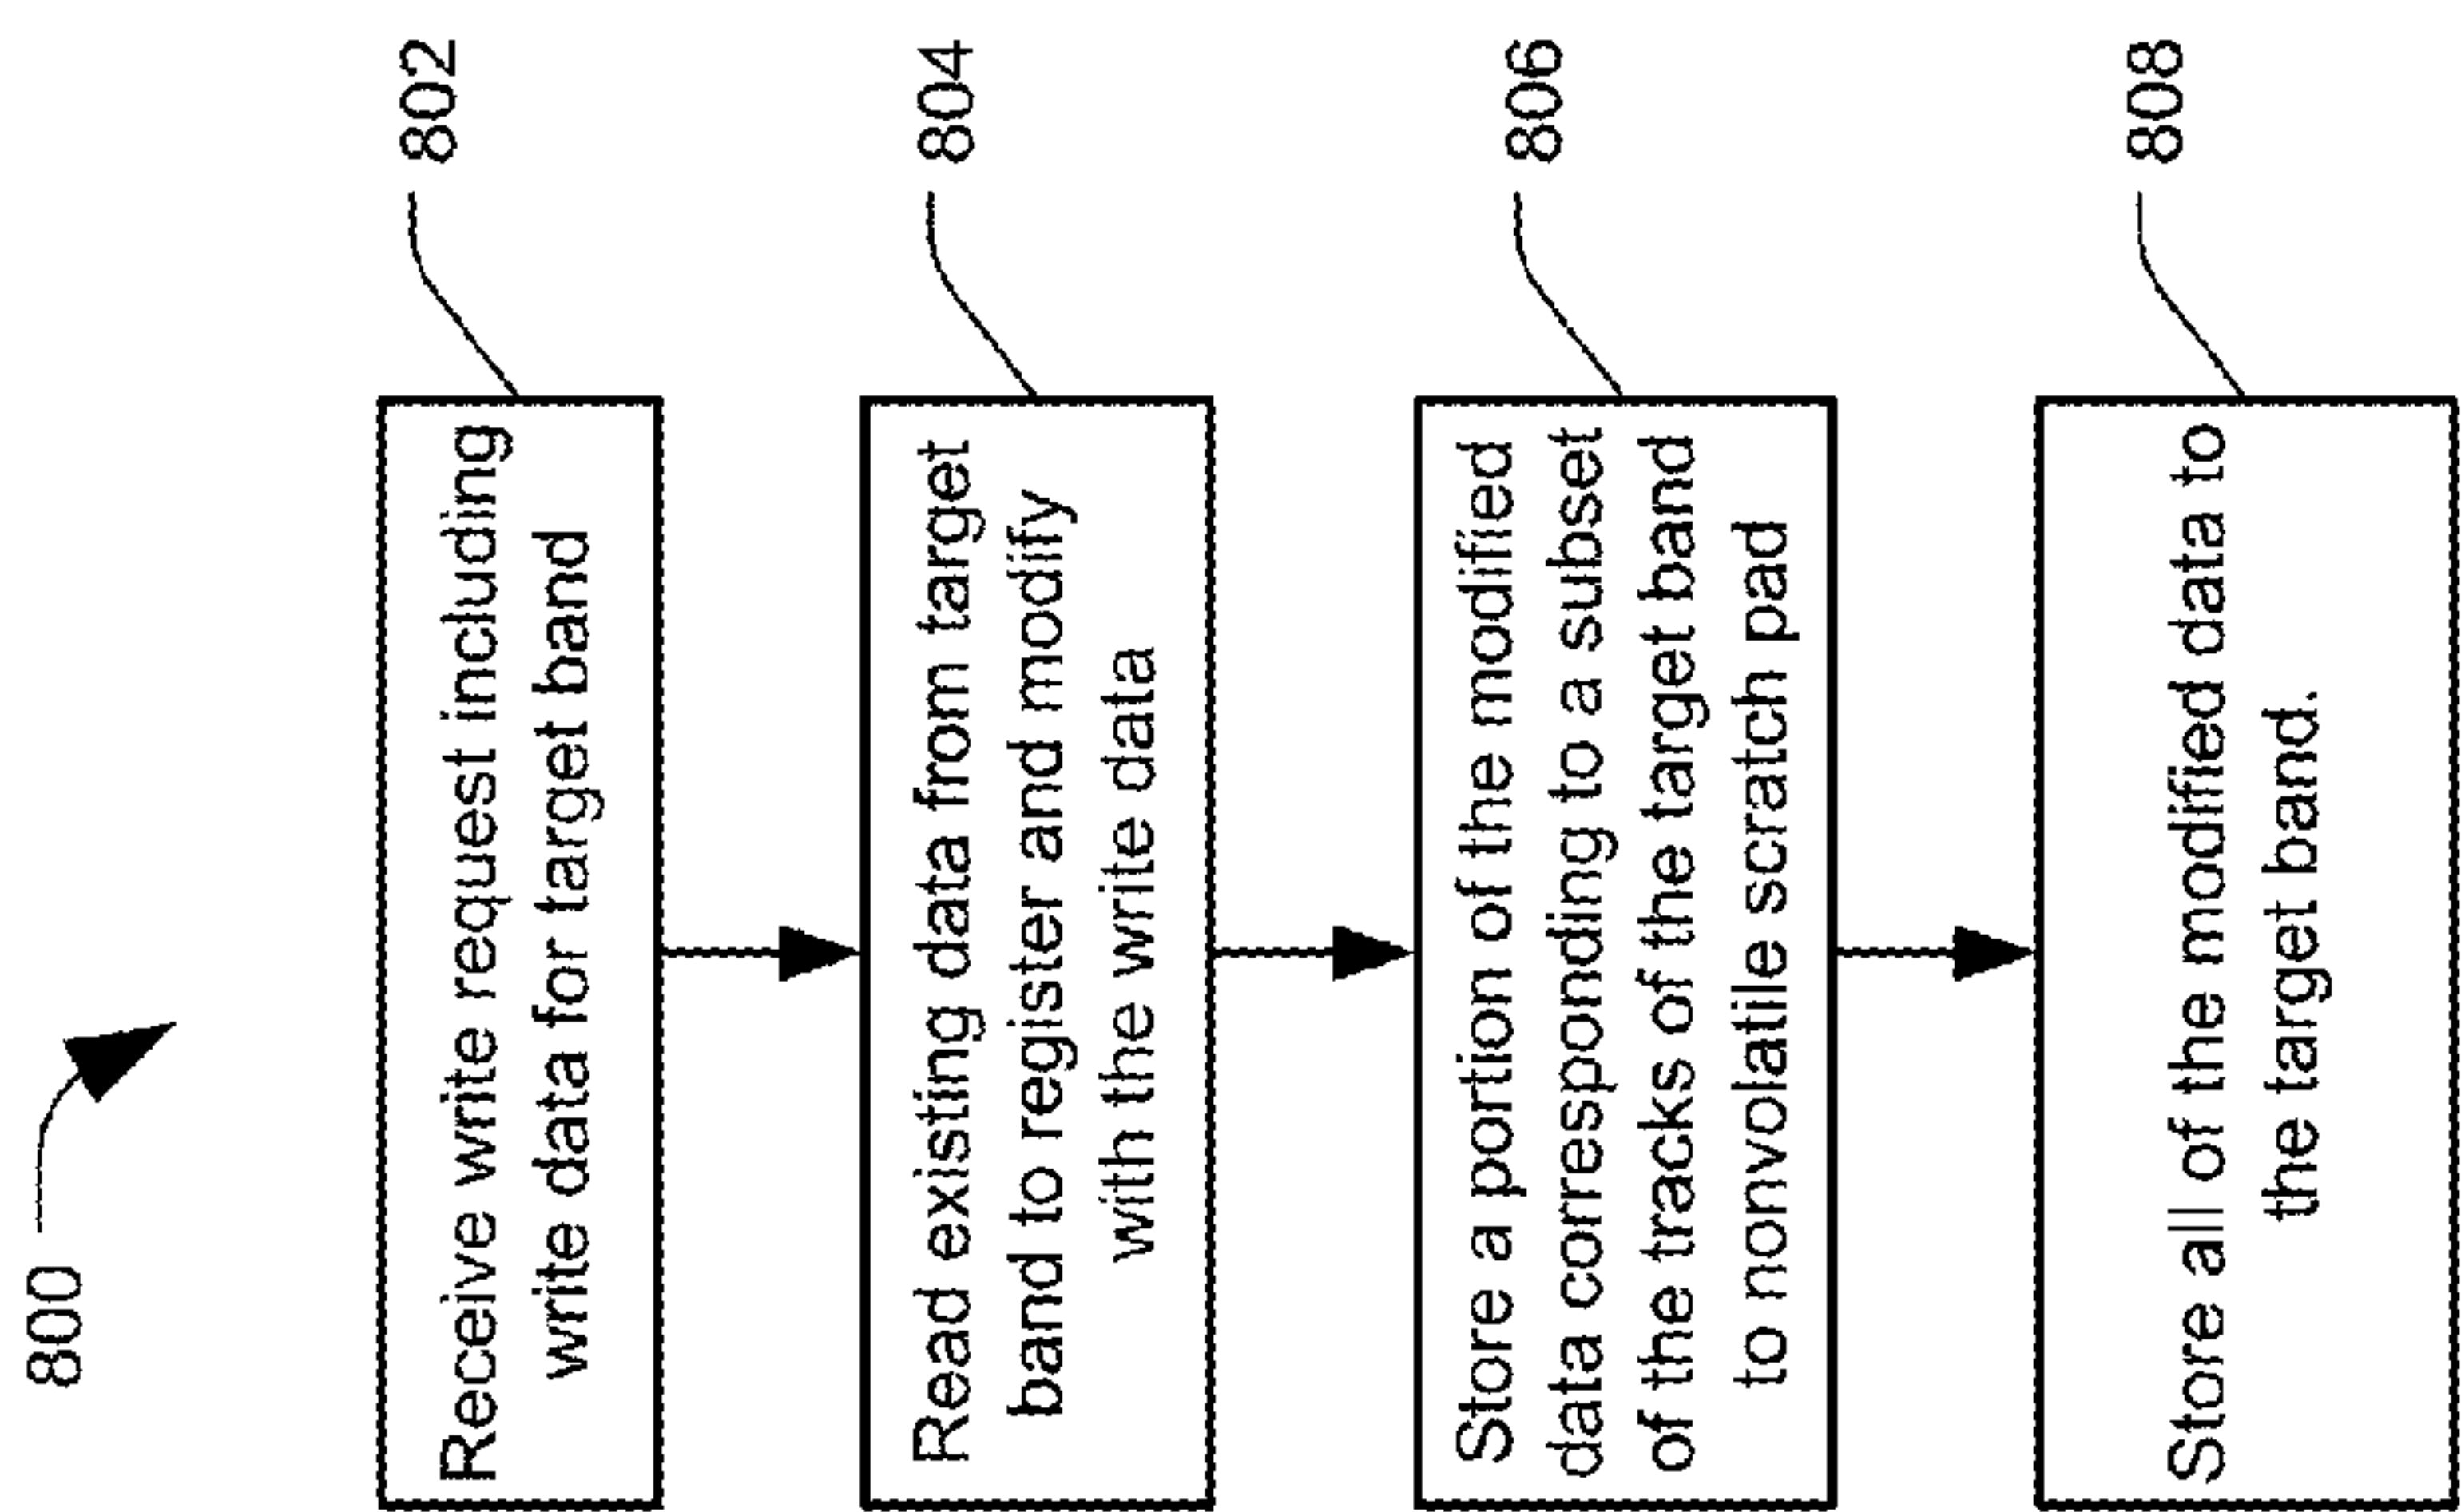 800
Receive write request including
write data for target band
802
Read existing data from target
band to register and modify
with the write data
804
Store a portion of the modified
data corresponding to a subset
of the tracks of the target band
to nonvolatile scratch pad
806
Store all of the modified data to
the target band.
808